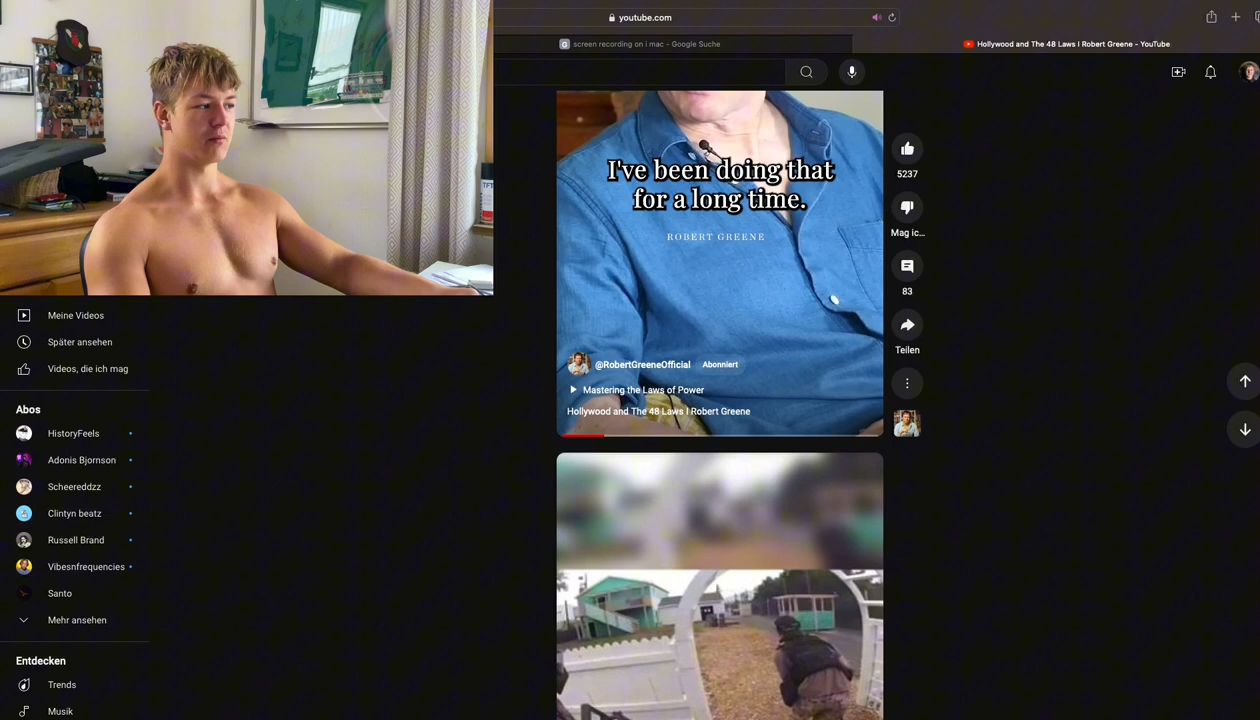 youtube.com
G screen recording on i mac - Google Suche
Hollywood and The 48 Laws I Robert Greene - YouTube
TFT
I've been doing that
for a long time.
ROBERT GREENE
5237
Mag ic...
83
Teilen
@RobertGreeneOfficial Abonniert
Mastering the Laws of Power
Hollywood and The 48 Laws I Robert Greene
Meine Videos
Später ansehen
Videos, die ich mag
Abos
HistoryFeels
Adonis Bjornson
Scheereddzz
Clintyn beatz
Russell Brand
Vibesnfrequencies
Santo
Mehr ansehen
Entdecken
Trends
Musik